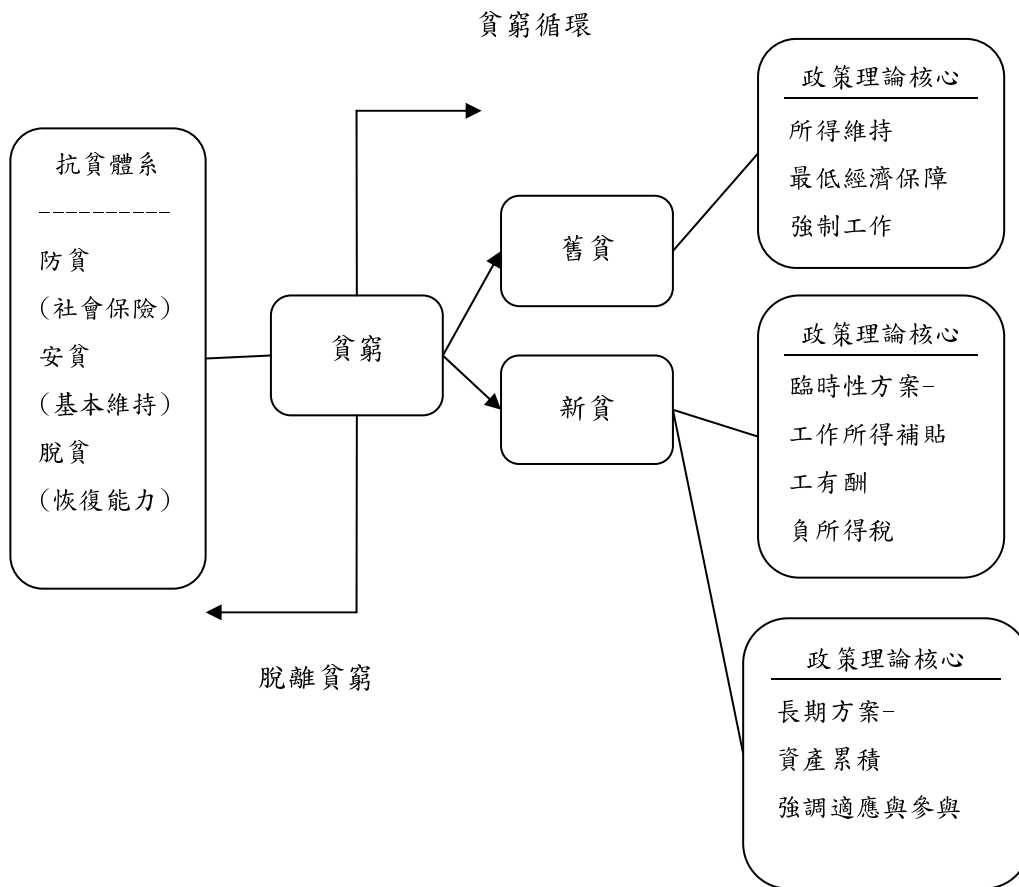 貧窮循環
抗貧體系
----------
防貧
(社會保險)
安貧
(基本維持)
脫貧
(恢復能力)
貧窮
舊貧
新貧
政策理論核心
所得維持
最低經濟保障
強制工作
政策理論核心
臨時性方案-
工作所得補貼
工有酬
負所得稅
政策理論核心
長期方案-
資產累積
強調適應與參與
脫離貧窮